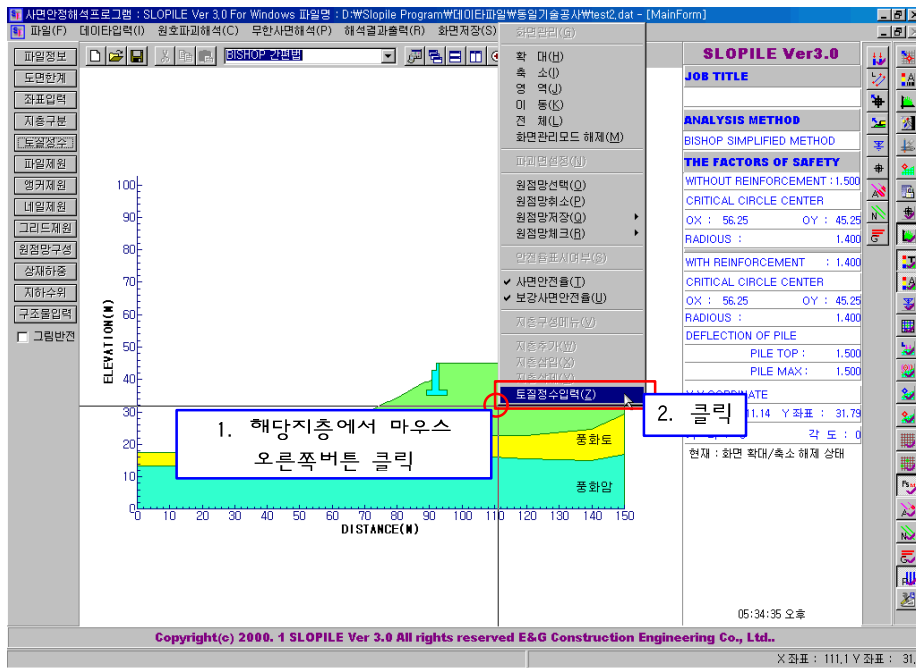 사면안정해석프로그램 : SLOPILE Ver 3.0 For Windows 파일명 : D:₩Slopile Program₩데이타파일₩동일기술공사₩test2.dat - [MainForm]
파일(F) 데이타입력(I) 원호파괴해석(C) 무한사면해석(P) 해석결과출력(R) 화면저장(S)
파일정보
도면한계
좌표입력
지층구분
토질정수
파일제원
앵커제원
네일제원
그리드제원
원점망구성
상재하중
지하수위
구조물입력
그림반전
BISHOP 간편법
화면관리(G)
확 대(H)
축 소(I)
영 역(J)
이 동(K)
전 체(L)
화면관리모드 해제(M)
파괴면설정(N)
원점망선택(O)
원점망취소(P)
원점망저장(Q)
원점망체크(R)
안전율표시여부(S)
사면안전율(T)
보강사면안전율(U)
지층구성메뉴(V)
지층추가(W)
지층삽입(X)
토질정수입력(Z)
1. 해당지층에서 마우스
오른쪽버튼 클릭
2. 클릭
ELEVATION(M)
100
90
80
70
60
50
40
30
20
10
0
풍화토
풍화암
0 10 20 30 40 50 60 70 80 90 100 110 120 130 140 150
DISTANCE(M)
SLOPILE Ver3.0
JOB TITLE
ANALYSIS METHOD
BISHOP SIMPLIFIED METHOD
THE FACTORS OF SAFETY
WITHOUT REINFORCEMENT : 1.500
CRITICAL CIRCLE CENTER
OX : 56.25 OY : 45.25
RADIOUS : 1.400
WITH REINFORCEMENT : 1.400
CRITICAL CIRCLE CENTER
OX : 56.25 OY : 45.25
RADIOUS : 1.400
DEFLECTION OF PILE
PILE TOP : 1.500
PILE MAX : 1.500
11.14 Y 좌표 : 31.79
각 도 : 0
현재 : 화면 확대/축소 해제 상태
05:34:35 오후
Copyright(c) 2000. 1 SLOPILE Ver 3.0 All rights reserved E&G Construction Engineering Co., Ltd..
X 좌표 : 111.1 Y 좌표 : 31.